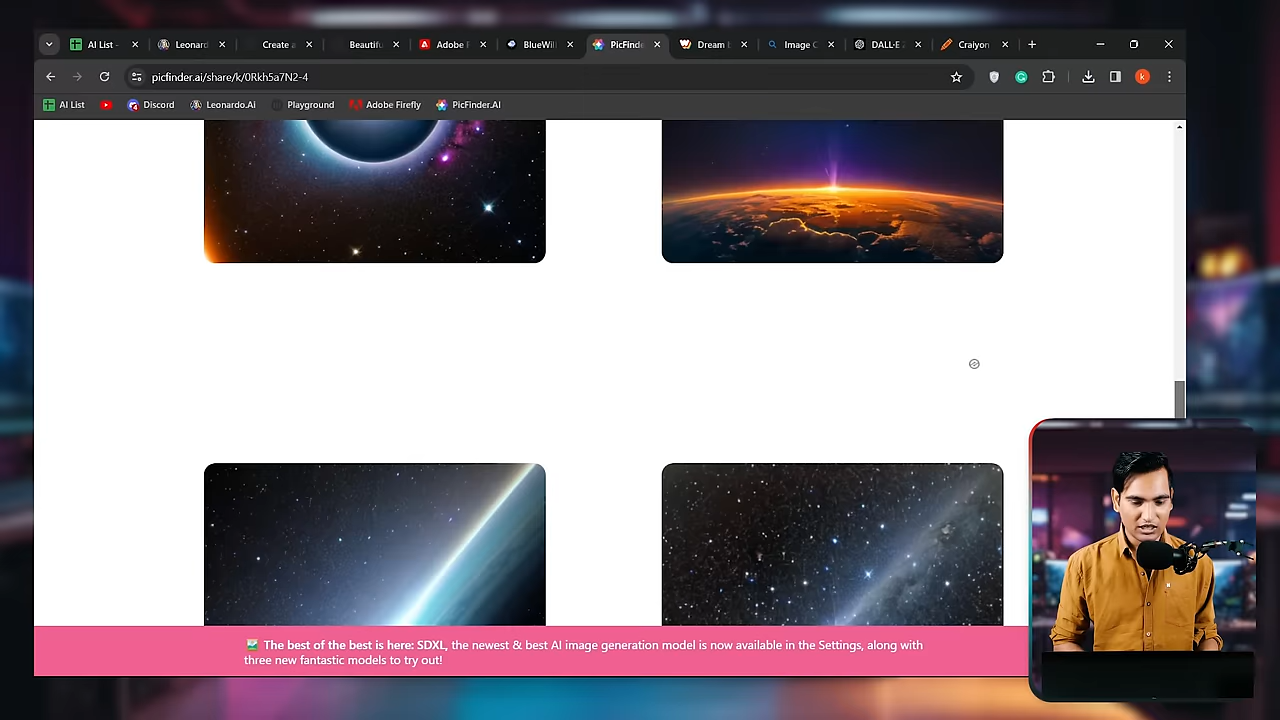 AI List -
Leonard
Create a
Beautifu
Adobe F
BlueWil
PicFinde
Dream L
Image C
DALL·E
Craiyon
picfinder.ai/share/k/0Rkh5a7N2-4
k
AI List
Discord
Leonardo.Ai
Playground
Adobe Firefly
PicFinder.AI
The best of the best is here: SDXL, the newest & best AI image generation model is now available in the Settings, along with
three new fantastic models to try out!